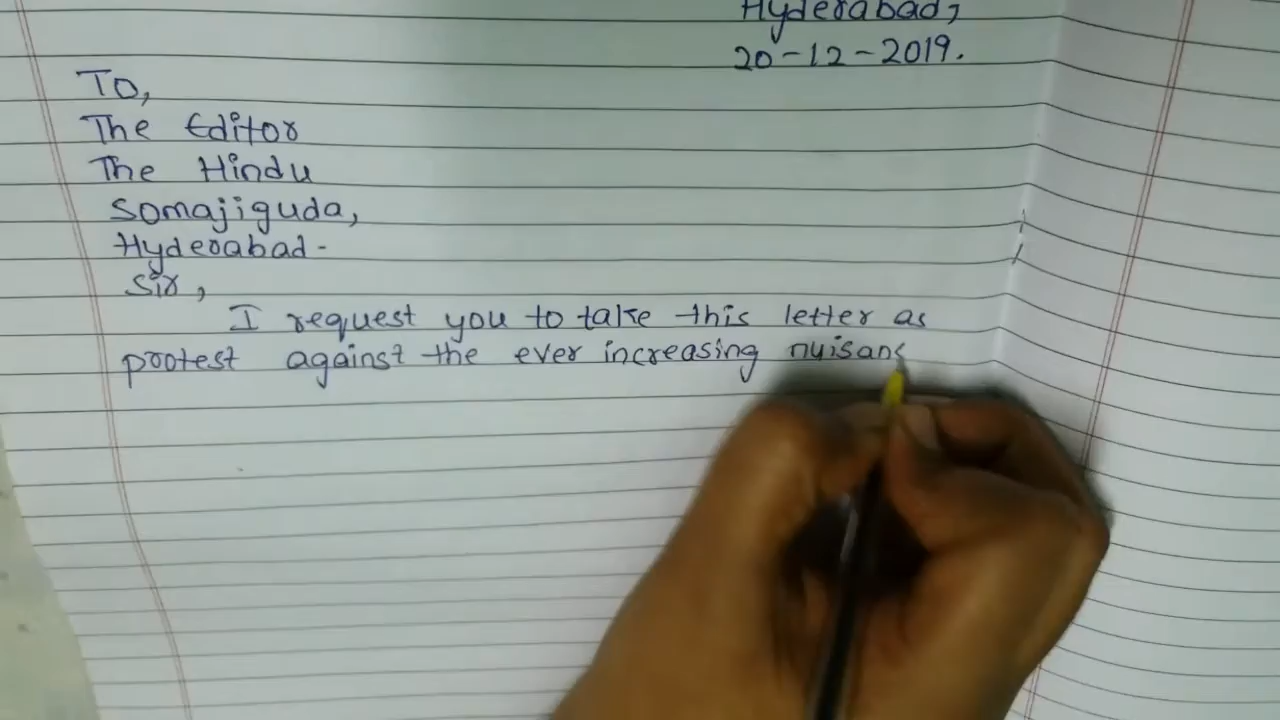 Hyderabad,
20-12-2019.
To,
The Editor
The Hindu
Somajiguda,
Hyderabad-
Sir,
I request you to take this letter as
protest against the ever increasing nuisans